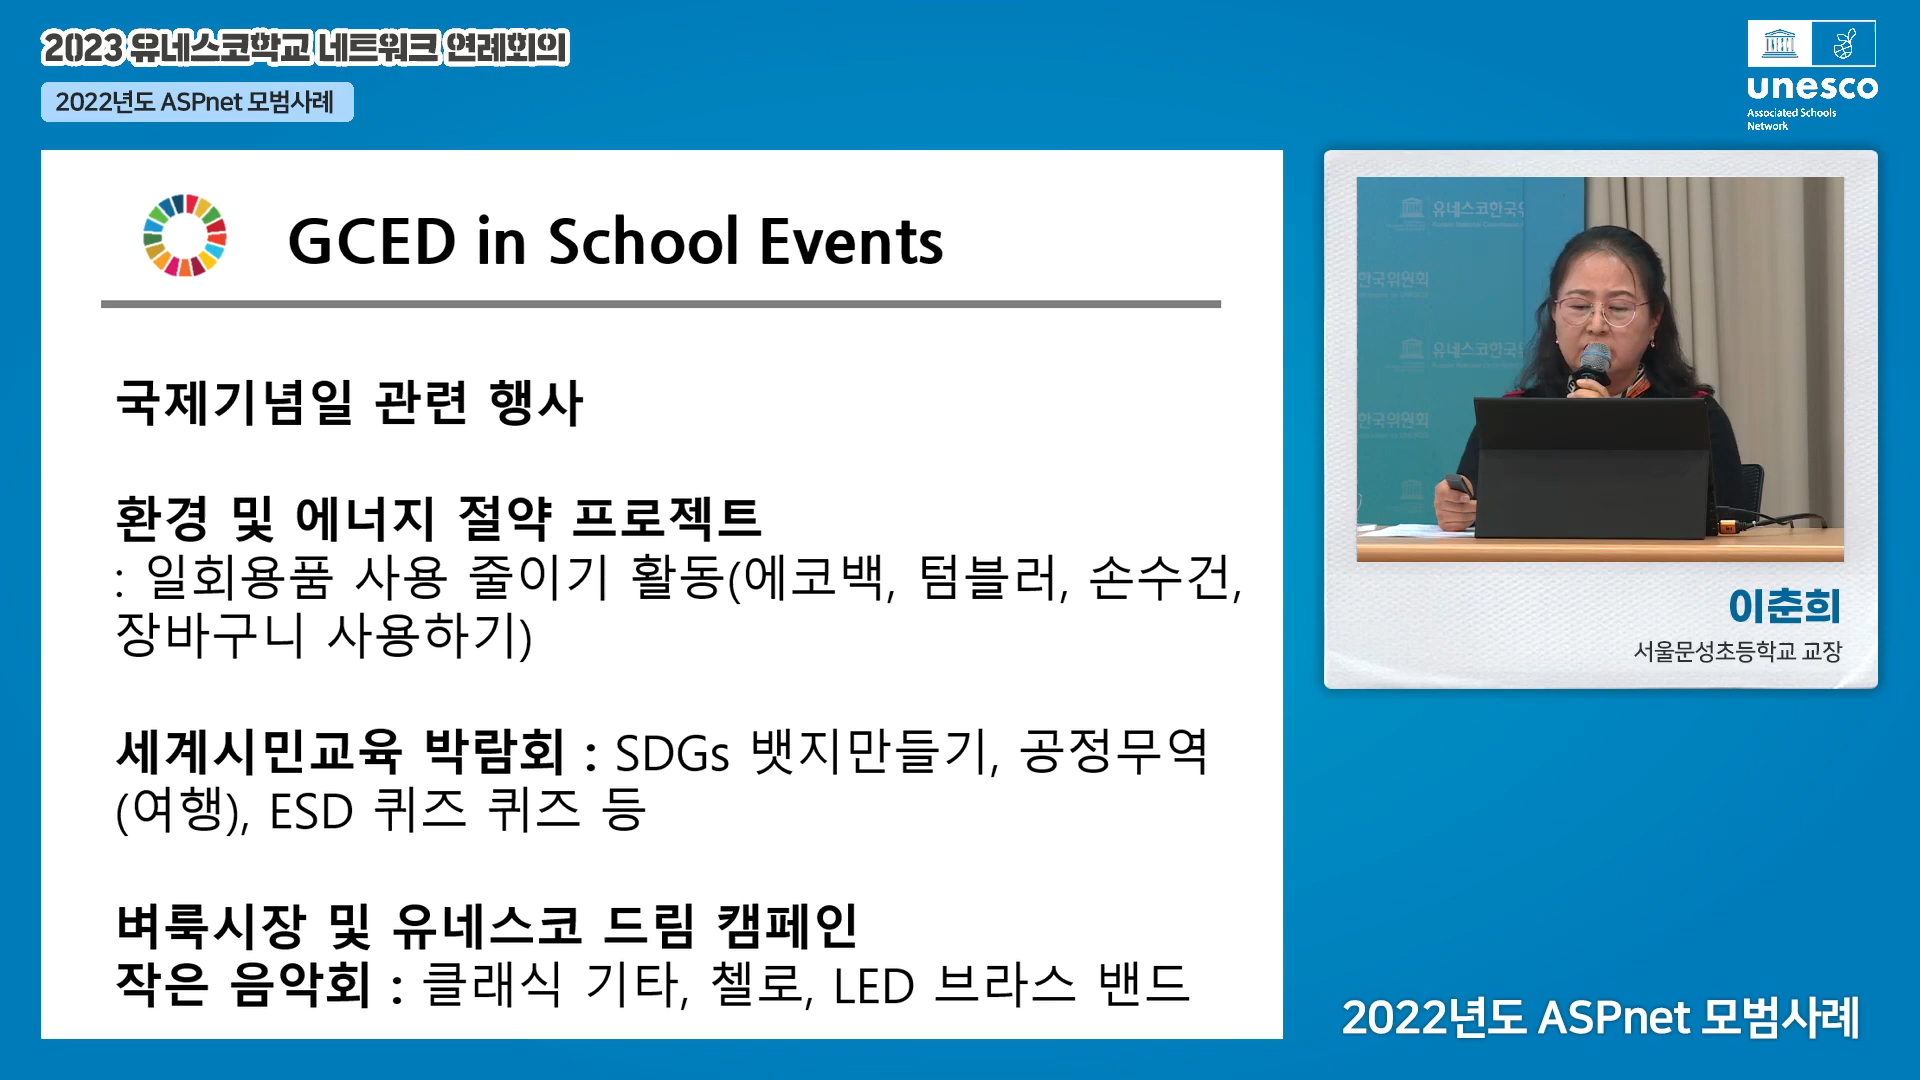 2023 유네스코학교 네트워크 연례회의
2022년도 ASPnet 모범사례
unesco
Associated Schools
Network
GCED in School Events
국제기념일 관련 행사
환경 및 에너지 절약 프로젝트
: 일회용품 사용 줄이기 활동(에코백, 텀블러, 손수건,
장바구니 사용하기)
세계시민교육 박람회 : SDGs 뱃지만들기, 공정무역
(여행), ESD 퀴즈 퀴즈 등
벼룩시장 및 유네스코 드림 캠페인
작은 음악회 : 클래식 기타, 첼로, LED 브라스 밴드
유네스코한국
한국위원회
유네스코한국
한국위원회
이춘희
서울문성초등학교 교장
2022년도 ASPnet 모범사례